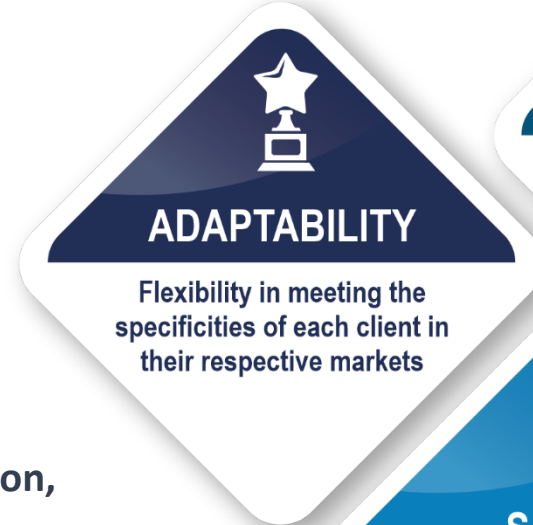 ADAPTABILITY
Flexibility in meeting the
specificities of each client in
their respective markets
on,